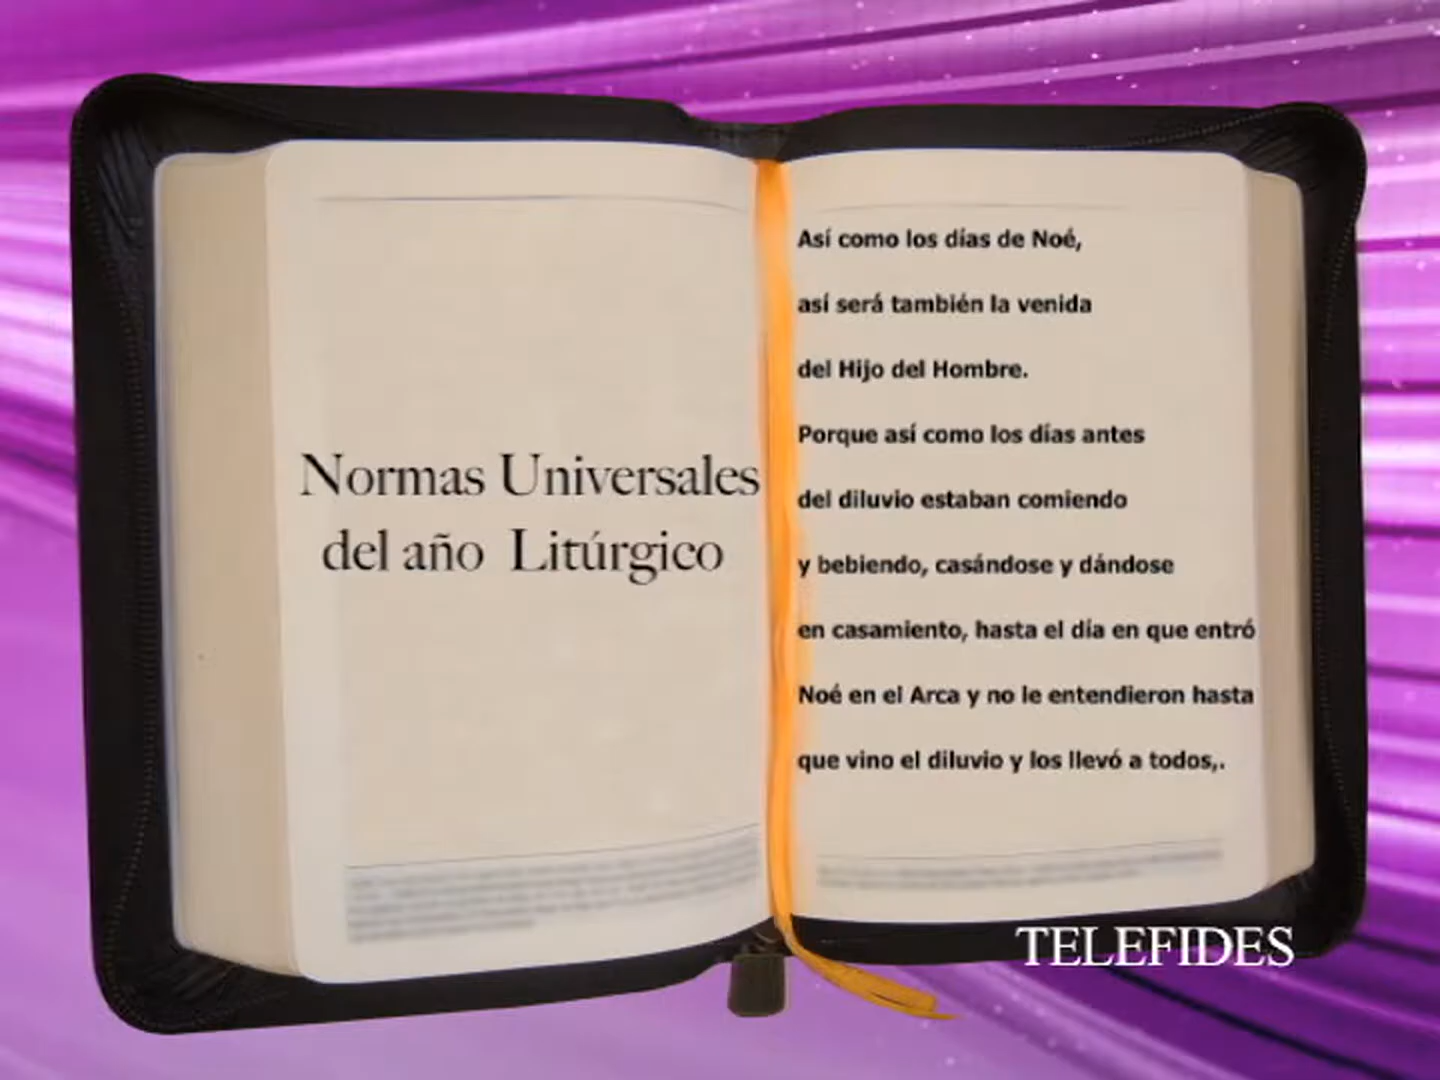 Normas Universales
del año Litúrgico
Así como los días de Noé,
así será también la venida
del Hijo del Hombre.
Porque así como los días antes
del diluvio estaban comiendo
y bebiendo, casándose y dándose
en casamiento, hasta el día en que entró
Noé en el Arca y no le entendieron hasta
que vino el diluvio y los llevó a todos,.
TELEFIDES